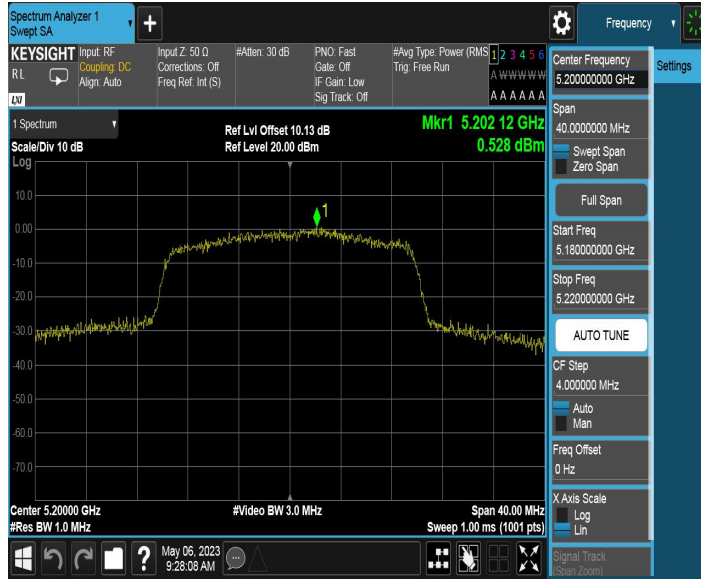 Spectrum Analyzer 1
Swept SA
Frequency
KEYSIGHT
RL
LXI
Input: RF
Coupling: DC
Align: Auto
Input Z: 50 Ω
Corrections: Off
Freq Ref: Int (S)
#Atten: 30 dB
PNO: Fast
Gate: Off
IF Gain: Low
Sig Track: Off
#Avg Type: Power (RMS
Trig: Free Run
1 2 3 4 5 6
A W W W W W
A A A A A A
1 Spectrum
Scale/Div 10 dB
Ref Lvl Offset 10.13 dB
Ref Level 20.00 dBm
Mkr1 5.202 12 GHz
0.528 dBm
Log
10.0
0.00
-10.0
-20.0
-30.0
-40.0
-50.0
-60.0
-70.0
1
Center 5.20000 GHz
#Res BW 1.0 MHz
#Video BW 3.0 MHz
Span 40.00 MHz
Sweep 1.00 ms (1001 pts)
May 06, 2023
9:28:08 AM
Center Frequency
5.200000000 GHz
Settings
Span
40.0000000 MHz
Swept Span
Zero Span
Full Span
Start Freq
5.180000000 GHz
Stop Freq
5.220000000 GHz
AUTO TUNE
CF Step
4.000000 MHz
Auto
Man
Freq Offset
0 Hz
X Axis Scale
Log
Lin
Signal Track
(Span Zoom)